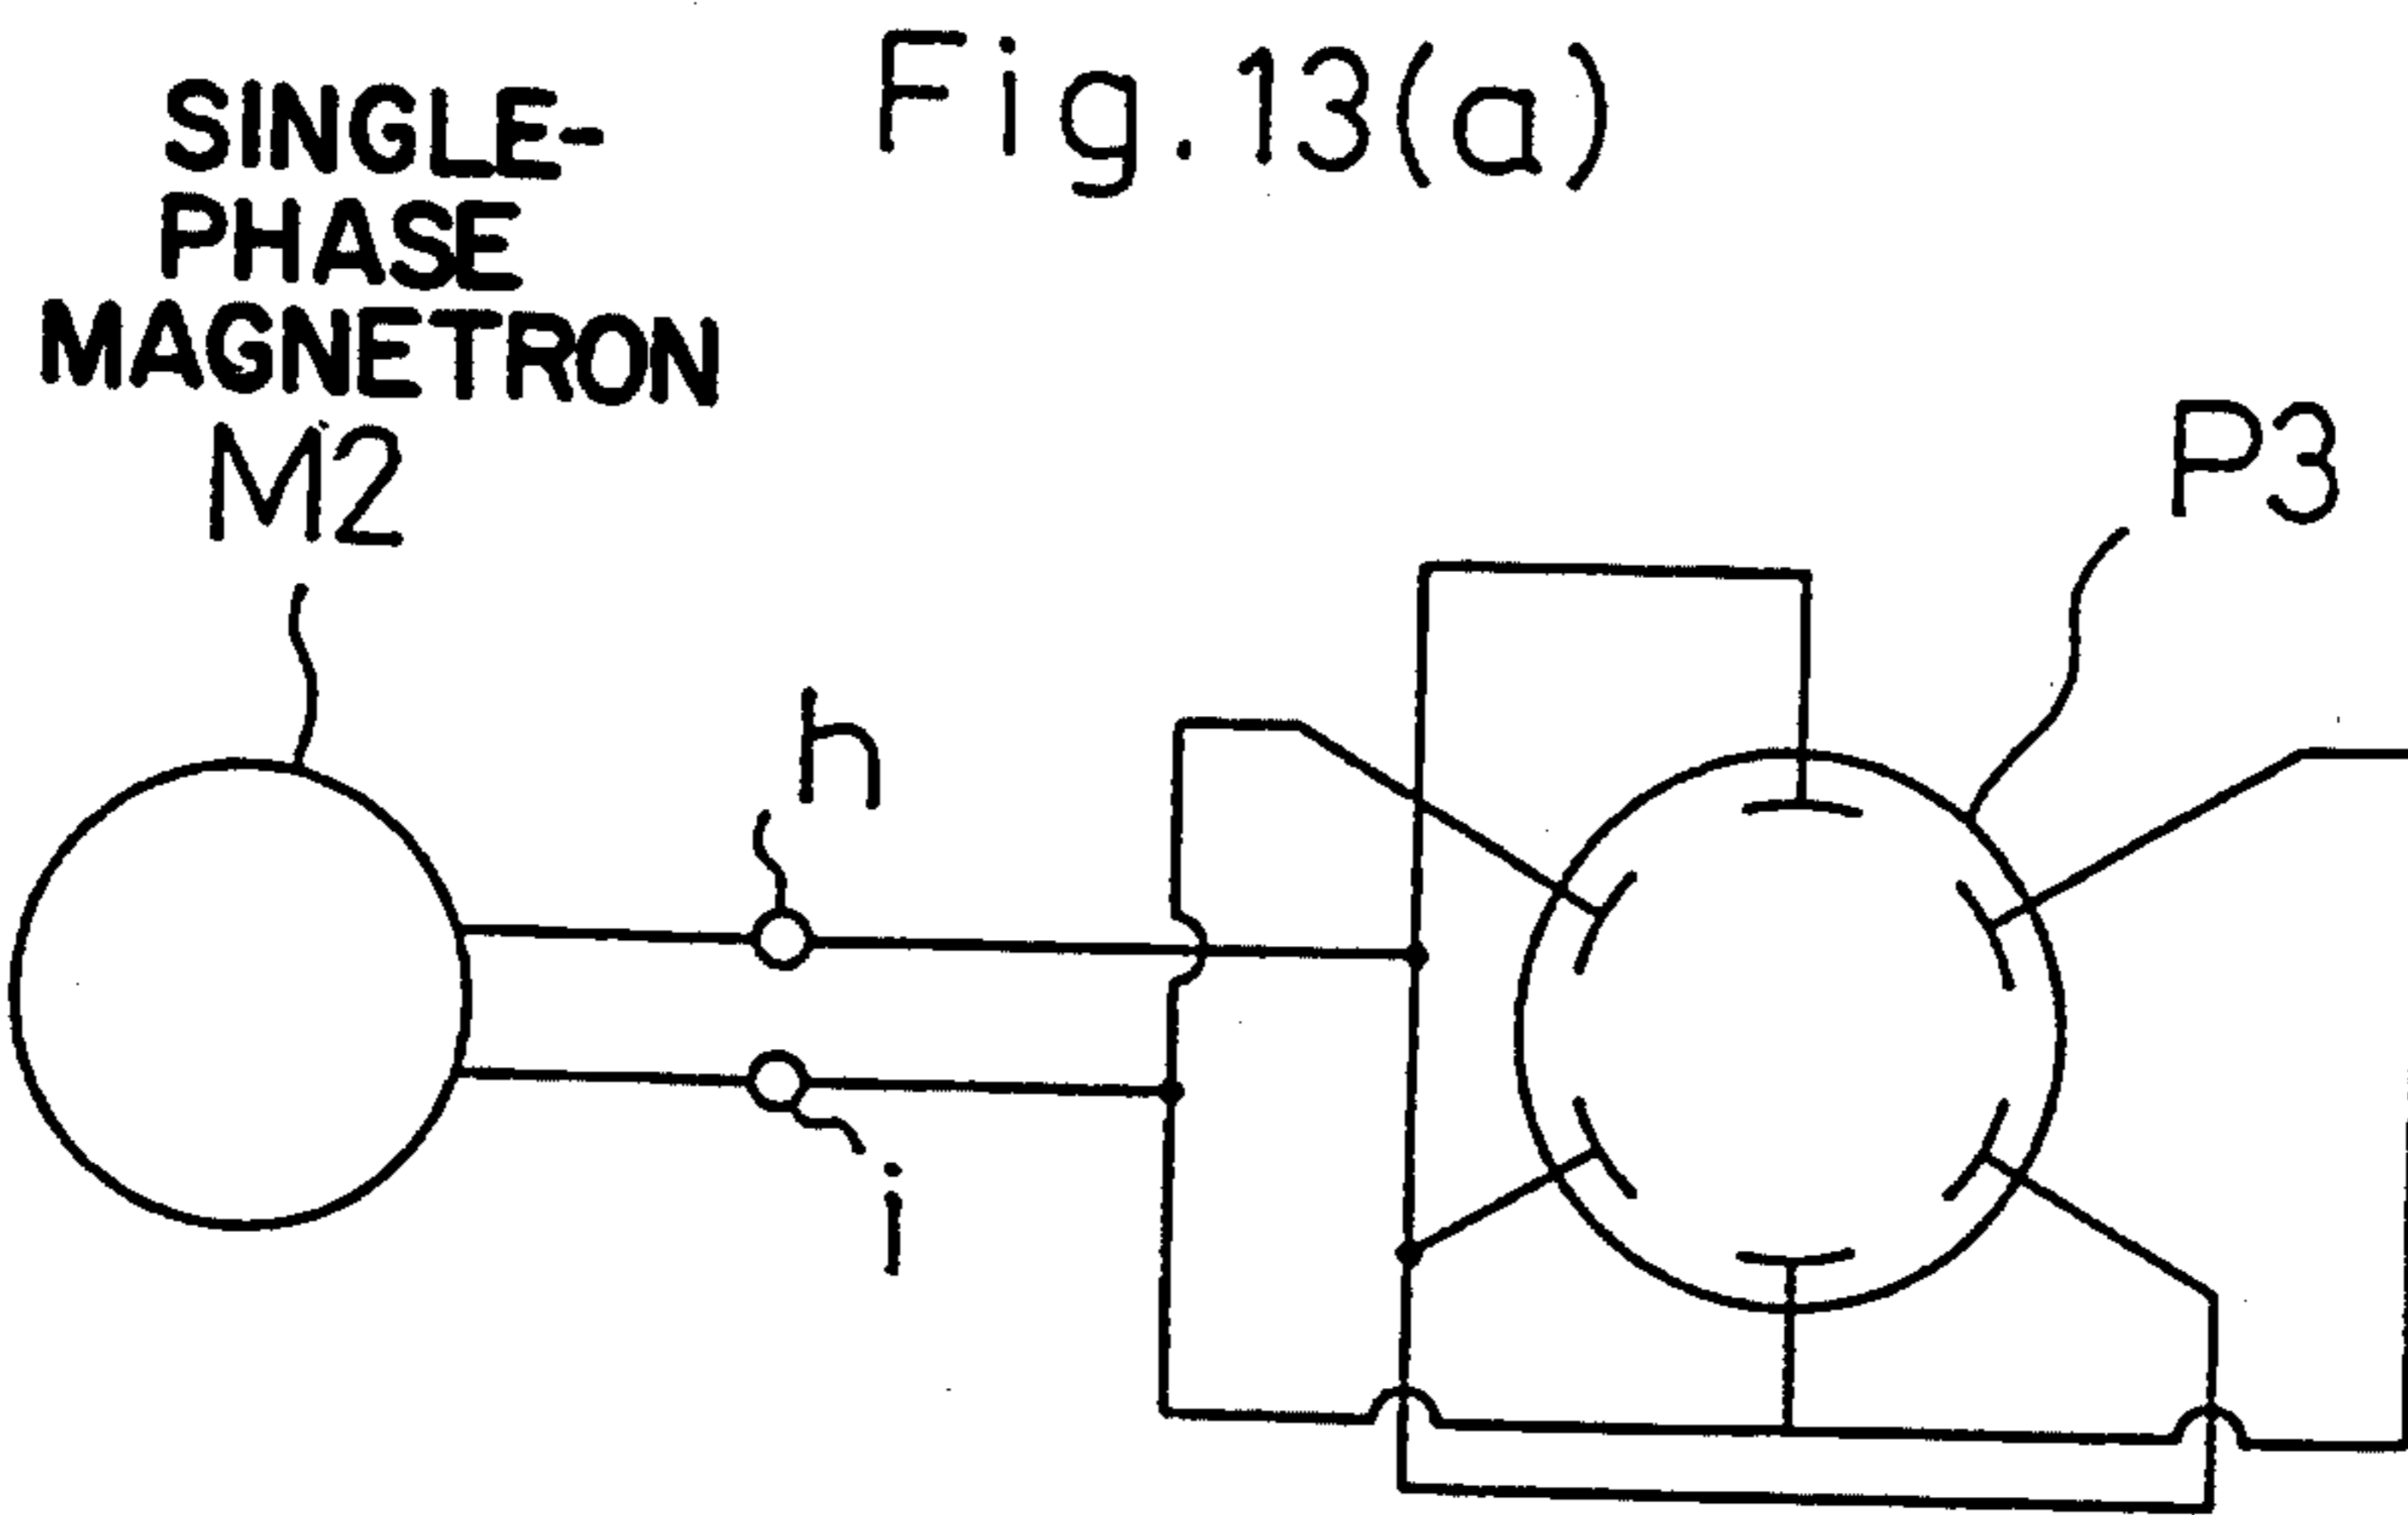 Fig.13(a)
SINGLE-
PHASE
MAGNETRON
M2
P3
h
i